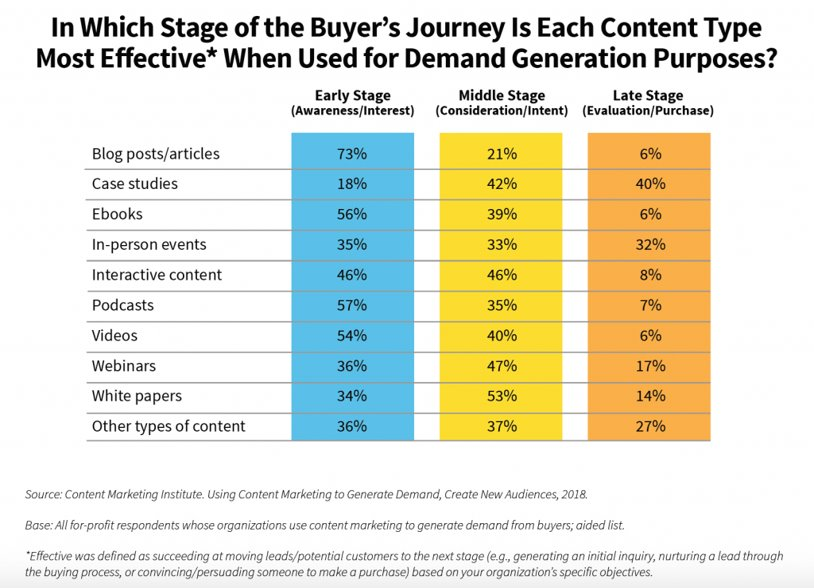 In Which Stage of the Buyer’s Journey Is Each Content Type
Most Effective* When Used for Demand Generation Purposes?
Early Stage Middle Stage Late Stage
(Awareness/Interest) (Consideration/Intent) (Evaluation/Purchase)
Blog posts/articles 73% 21% 6%
Case studies 18% 42% 40%
Ebooks 56% 39% 6%
In-person events 35% 33% 32%
Interactive content 46% 46% 8%
Podcasts 57% 35% 7%
Videos 54% 40% 6%
Webinars 36% 47% 17%
White papers 34% 53% 14%
Other types of content 36% 37% 27%
Source: Content Marketing Institute. Using Content Marketing to Generate Demand, Create New Audiences, 2018.
Base: All for-profit respondents whose organizations use content marketing to generate demand from buyers; aided list.
*Effective was defined as succeeding at moving leads/potential customers to the next stage (e.g., generating an initial inquiry, nurturing a lead through
the buying process, or convincing/persuading someone to make a purchase) based on your organization’s specific objectives.